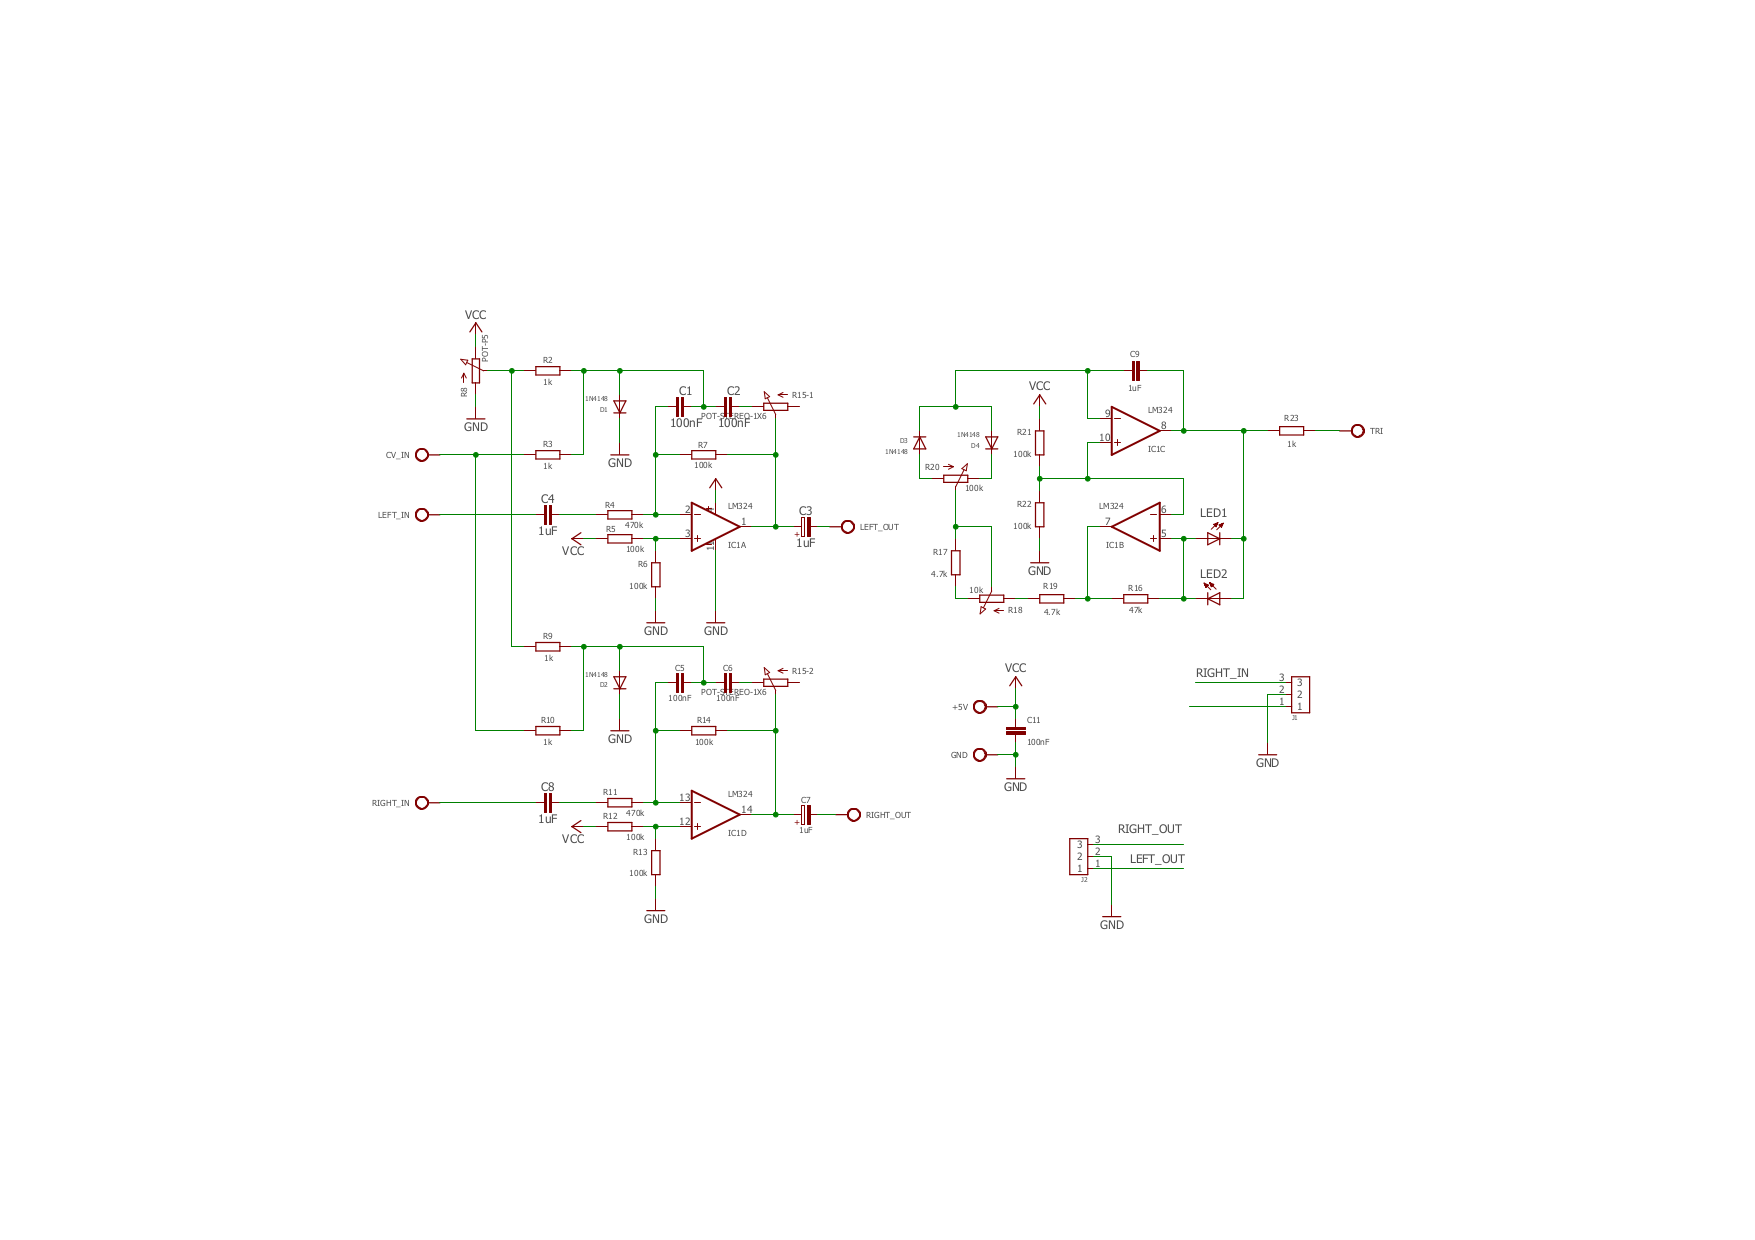 VCC
POT-P5
R8
GND
R2
1k
CV_IN
R3
1k
1N4148
D1
GND
C1
100nF
C2
100nF
POT-STEREO-1X6
R15-1
R7
100k
LEFT_IN
C4
1uF
R4
470k
R5
100k
VCC
R6
100k
GND
2
3
4
11
1
LM324
IC1A
GND
C3
+
1uF
LEFT_OUT
R9
1k
1N4148
D2
GND
R10
1k
C5
100nF
C6
100nF
POT-STEREO-1X6
R15-2
R14
100k
RIGHT_IN
C8
1uF
R11
470k
R12
100k
VCC
R13
100k
GND
13
12
14
LM324
IC1D
C7
+
1uF
RIGHT_OUT
C9
1uF
VCC
R21
100k
9
10
8
LM324
IC1C
R23
1k
TRI
D3
1N4148
1N4148
D4
R20
100k
R22
100k
GND
LM324
7
6
5
IC1B
LED1
LED2
R17
4.7k
10k
R18
R19
4.7k
R16
47k
VCC
+5V
C11
100nF
GND
GND
RIGHT_IN
3
2
1
3
2
1
J1
GND
RIGHT_OUT
LEFT_OUT
3
2
1
3
2
1
J2
GND